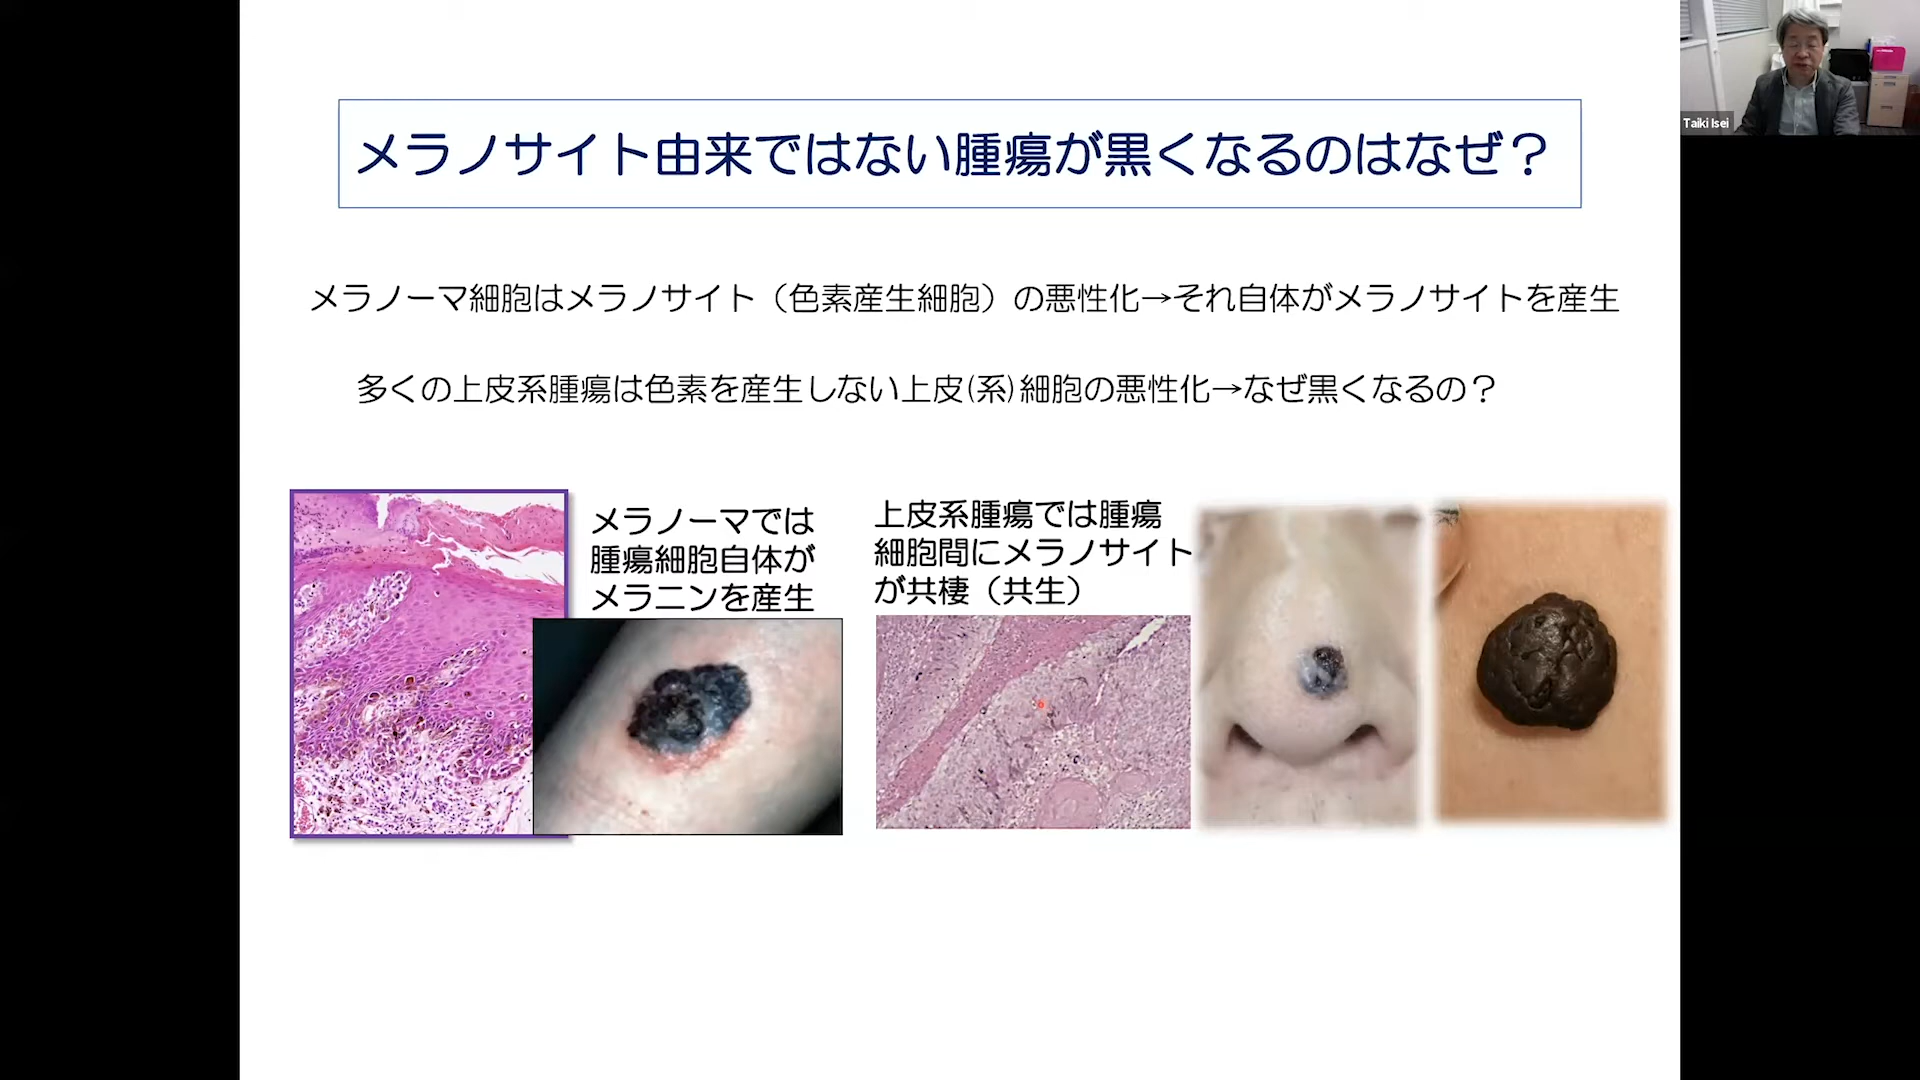 Taiki Isei
メラノサイト由来ではない腫瘍が黒くなるのはなぜ？
メラノーマ細胞はメラノサイト（色素産生細胞）の悪性化→それ自体がメラノサイトを産生
多くの上皮系腫瘍は色素を産生しない上皮(系)細胞の悪性化→なぜ黒くなるの？
メラノーマでは
腫瘍細胞自体が
メラニンを産生
上皮系腫瘍では腫瘍
細胞間にメラノサイト
が共棲（共生）